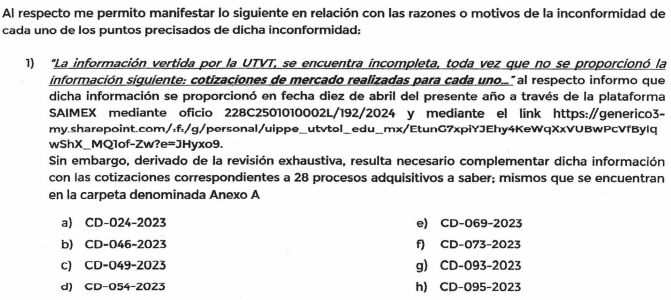 Al respecto me permito manifestar lo siguiente en relación con las razones o motivos de la inconformidad de
cada uno de los puntos precisados de dicha inconformidad:
1) "La información vertida por la UTVT, se encuentra incompleta, toda vez que no se proporcionó la
información siguiente: cotizaciones de mercado realizadas para cada uno..." al respecto informo que
dicha información se proporcionó en fecha diez de abril del presente año a través de la plataforma
SAIMEX mediante oficio 228C2501010002L/192/2024 y mediante el link https://generico3-
my.sharepoint.com/:f:/g/personal/uippe_utvtol_edu_mx/EtunG7xpiYJEhy4KeWqXxVUBwPcVfByIq
wShX_MQ1of-Zw?e=JHyxo9.
Sin embargo, derivado de la revisión exhaustiva, resulta necesario complementar dicha información
con las cotizaciones correspondientes a 28 procesos adquisitivos a saber; mismos que se encuentran
en la carpeta denominada Anexo A
a) CD-024-2023
b) CD-046-2023
c) CD-049-2023
d) CD-054-2023
e) CD-069-2023
f) CD-073-2023
g) CD-093-2023
h) CD-095-2023